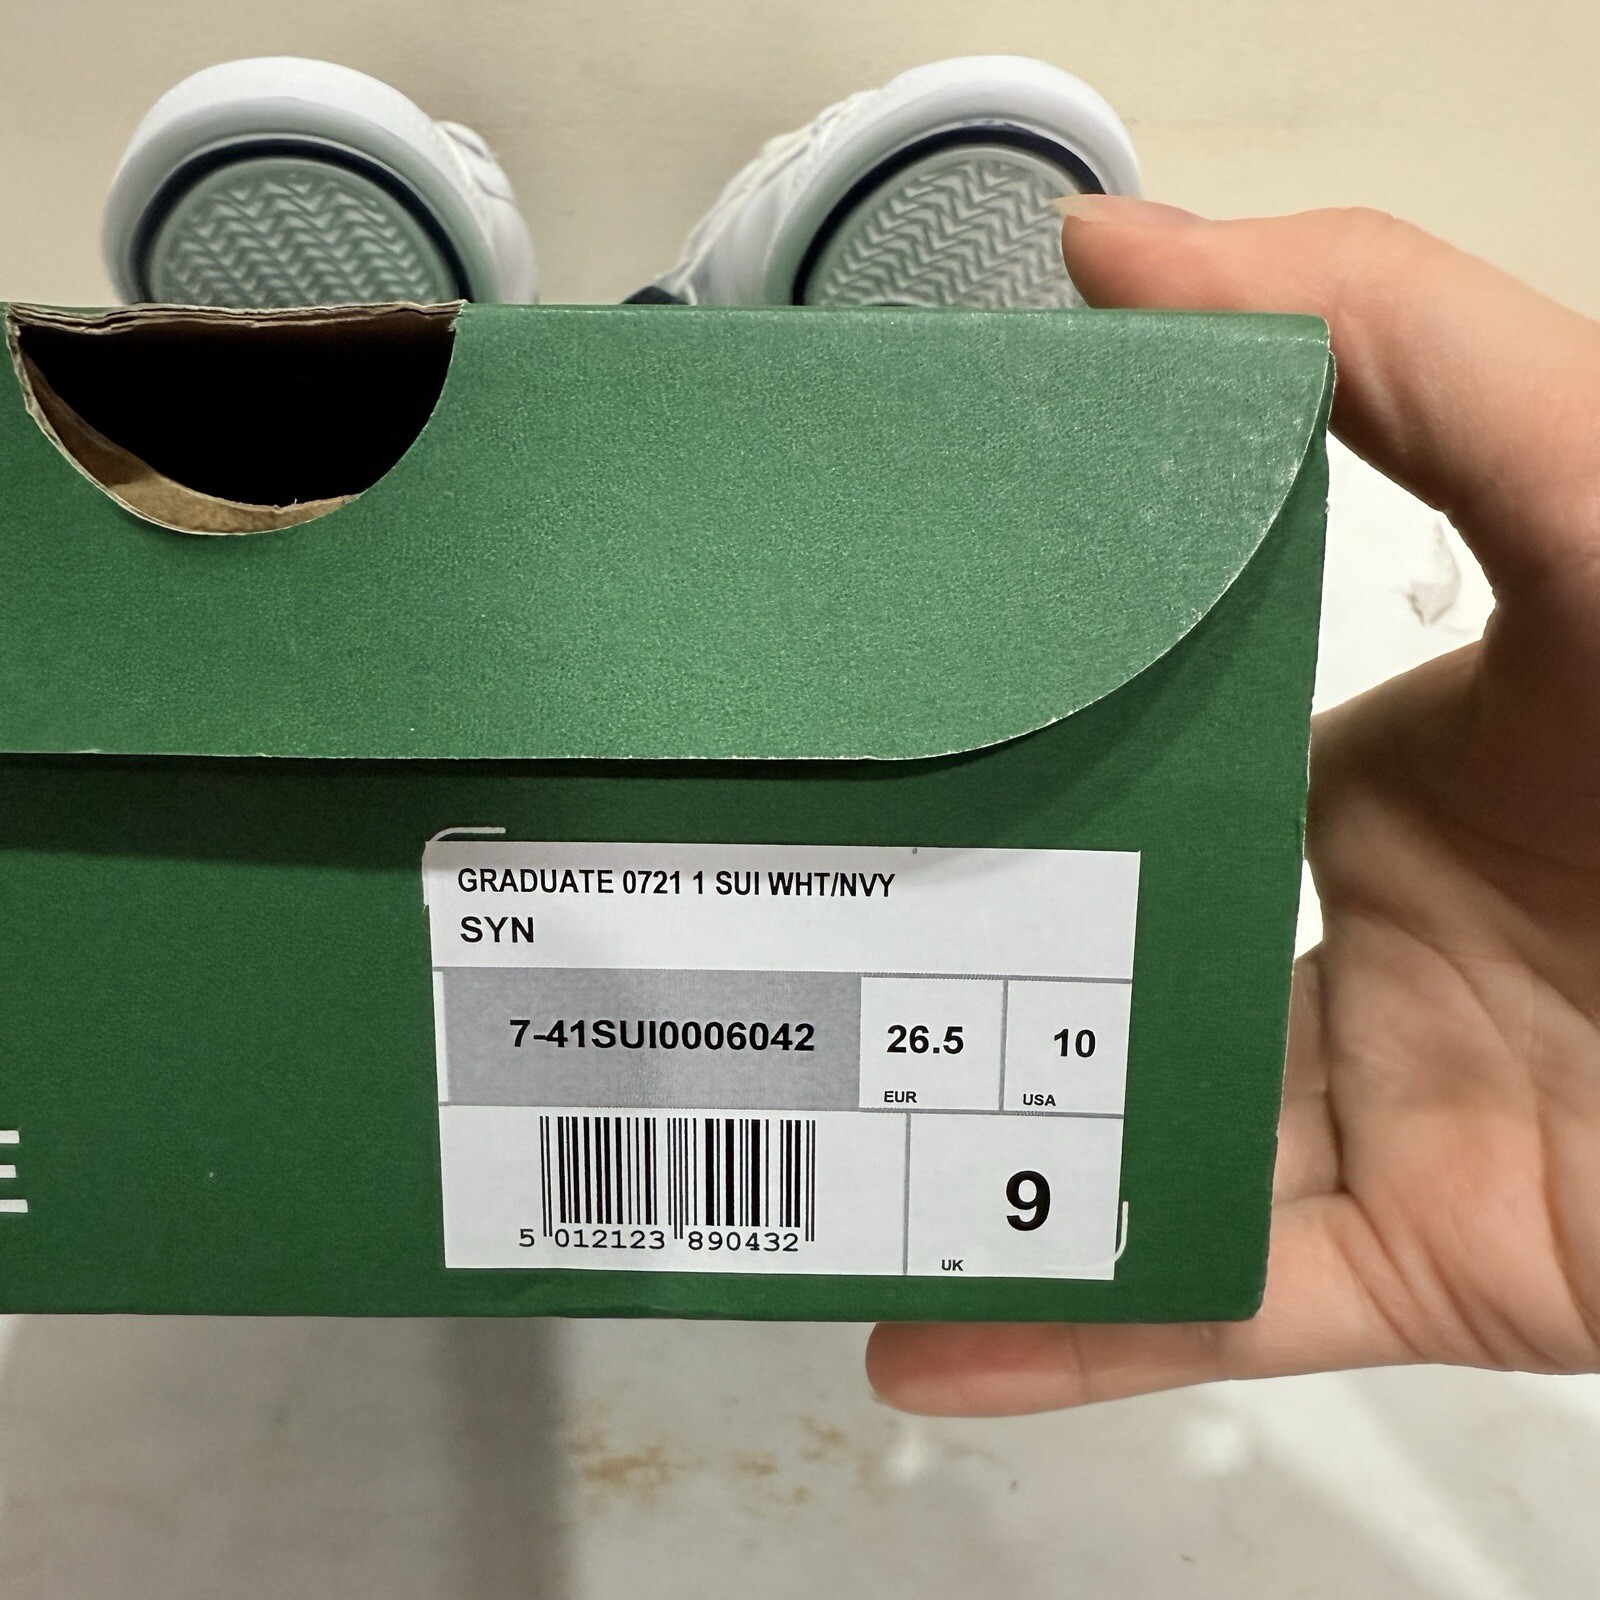 GRADUATE 0721 1 SUI WHT/NVY
SYN
7-41SUI0006042
26.5
EUR
10
USA
E
5 012123 890432
9
UK